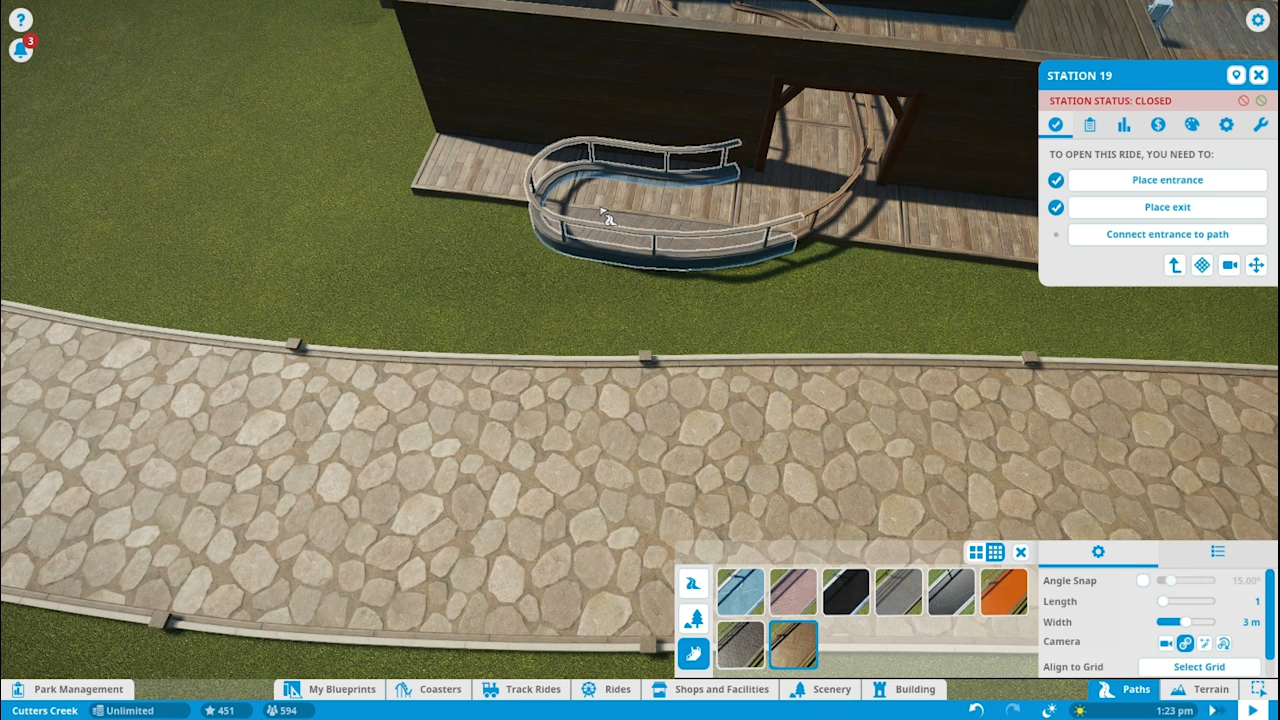 ?
3
STATION 19
STATION STATUS: CLOSED
TO OPEN THIS RIDE, YOU NEED TO:
Place entrance
Place exit
Connect entrance to path
Angle Snap 15.00°
Length 1
Width 3 m
Camera
Align to Grid Select Grid
Park Management My Blueprints Coasters Track Rides Rides Shops and Facilities Scenery Building Paths Terrain
Cutters Creek Unlimited 451 594 1:23 pm